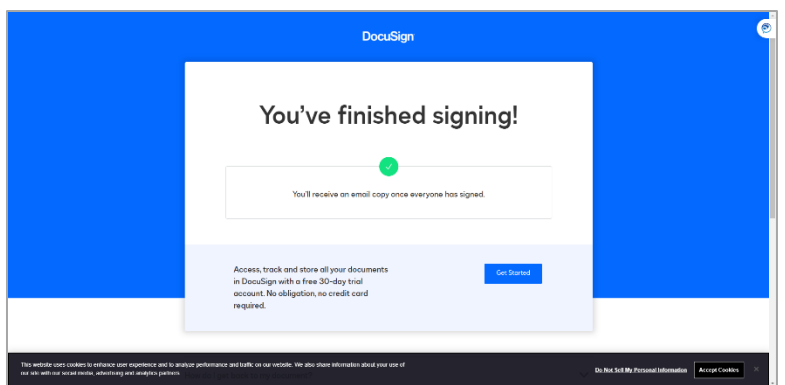 DocuSign
You've finished signing!
You'll receive an email copy once everyone has signed.
Access, track and store all your documents
in DocuSign with a free 30-day trial
account. No obligation, no credit card
required.
Get Started
This website uses cookies to enhance user experience and to analyze performance and traffic on our website. We also share information about your use of
our site with our social media, advertising and analytics partners.
Do Not Sell My Personal Information
Accept Cookies